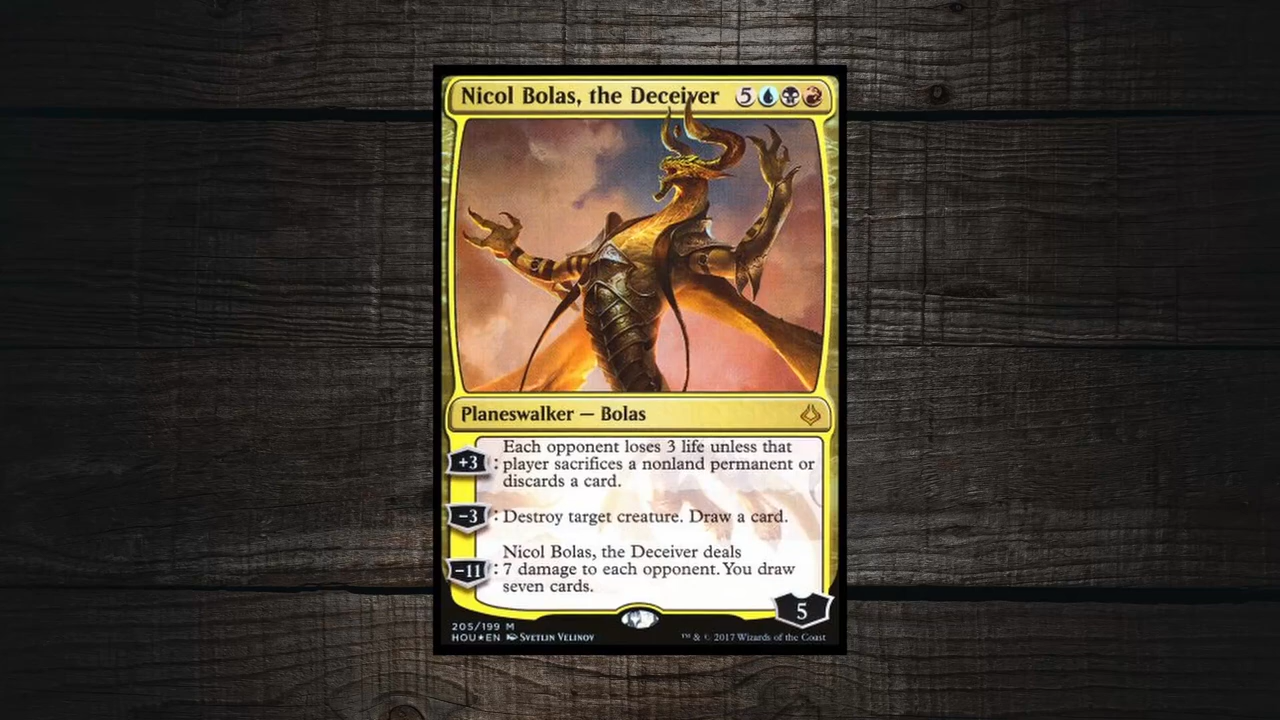 Nicol Bolas, the Deceiver 5
Planeswalker — Bolas
Each opponent loses 3 life unless that
+3 : player sacrifices a nonland permanent or
discards a card.
−3 : Destroy target creature. Draw a card.
Nicol Bolas, the Deceiver deals
−11 : 7 damage to each opponent. You draw
seven cards.
5
205/199 M
HOU★EN Svetlin Velinov ™ & © 2017 Wizards of the Coast